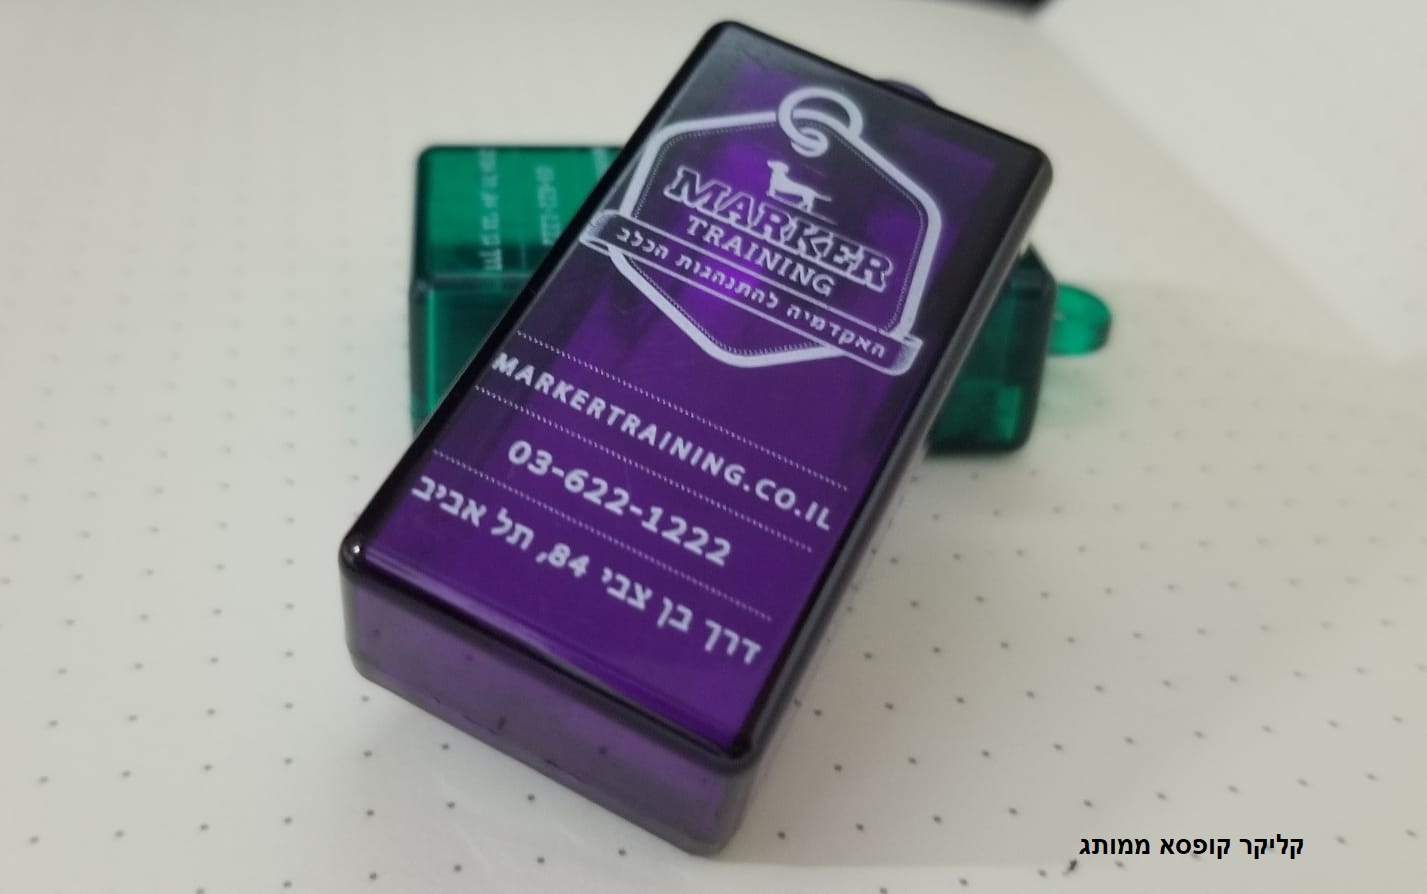 MARKER
TRAINING
האקדמיה להתנהגות הכלב
MARKERTRAINING.CO.IL
03-622-1222
דרך בן צבי 84, תל אביב
קליקר קופסא ממותג